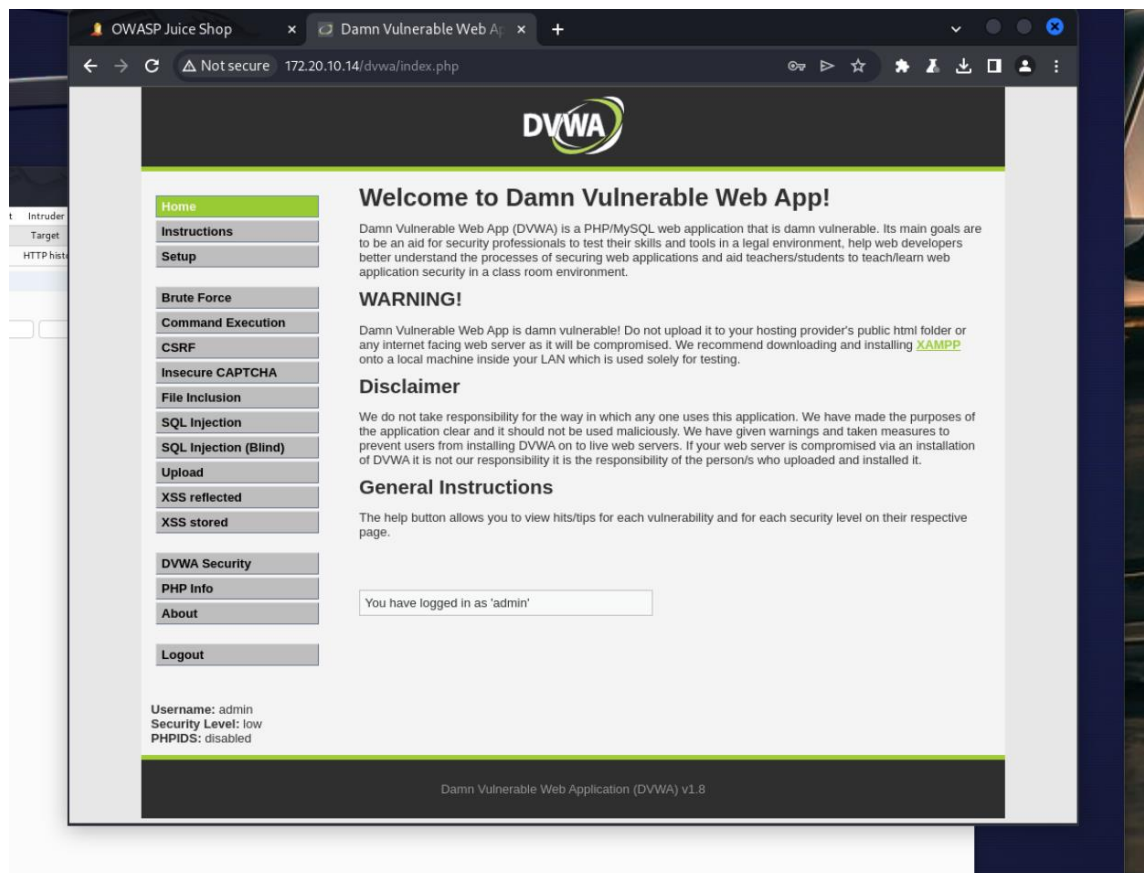 OWASP Juice Shop
Damn Vulnerable Web Ap
Not secure 172.20.10.14/dvwa/index.php
DVWA
t Intruder
Target
HTTP histo
Home
Instructions
Setup
Brute Force
Command Execution
CSRF
Insecure CAPTCHA
File Inclusion
SQL Injection
SQL Injection (Blind)
Upload
XSS reflected
XSS stored
DVWA Security
PHP Info
About
Logout
Username: admin
Security Level: low
PHPIDS: disabled
Welcome to Damn Vulnerable Web App!
Damn Vulnerable Web App (DVWA) is a PHP/MySQL web application that is damn vulnerable. Its main goals are
to be an aid for security professionals to test their skills and tools in a legal environment, help web developers
better understand the processes of securing web applications and aid teachers/students to teach/learn web
application security in a class room environment.
WARNING!
Damn Vulnerable Web App is damn vulnerable! Do not upload it to your hosting provider's public html folder or
any internet facing web server as it will be compromised. We recommend downloading and installing XAMPP
onto a local machine inside your LAN which is used solely for testing.
Disclaimer
We do not take responsibility for the way in which any one uses this application. We have made the purposes of
the application clear and it should not be used maliciously. We have given warnings and taken measures to
prevent users from installing DVWA on to live web servers. If your web server is compromised via an installation
of DVWA it is not our responsibility it is the responsibility of the person/s who uploaded and installed it.
General Instructions
The help button allows you to view hits/tips for each vulnerability and for each security level on their respective
page.
You have logged in as 'admin'
Damn Vulnerable Web Application (DVWA) v1.8